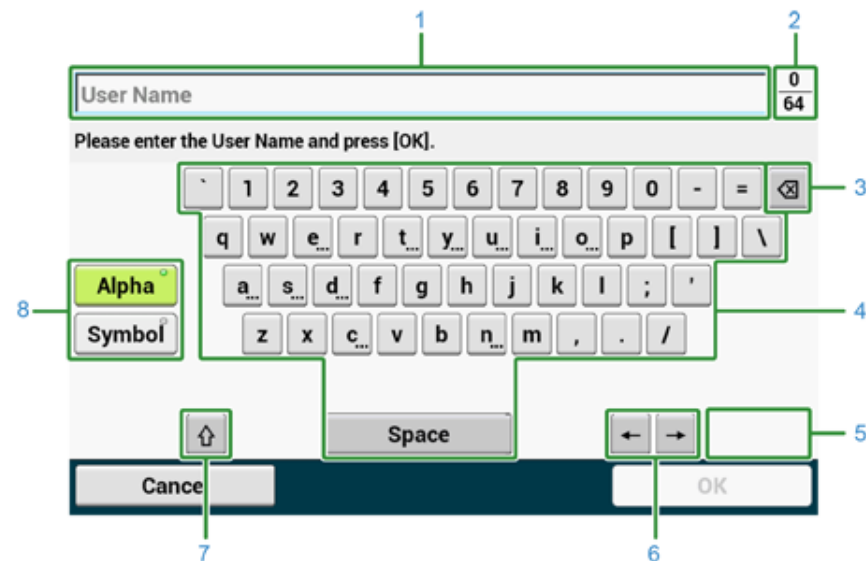 1 2
User Name 0
64
Please enter the User Name and press [OK].
` 1 2 3 4 5 6 7 8 9 0 - = 3
q w e... r t... y... u... i... o... p [ ] \
Alpha a... s... d... f g h j k l ; '
8 4
Symbol z x c... v b n... m , . /
Space ← → 5
Cancel OK
7 6